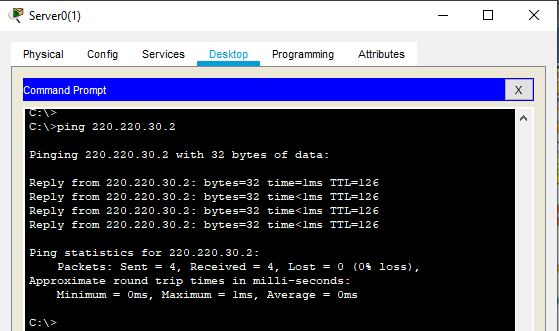 Server0(1)
Physical Config Services Desktop Programming Attributes
Command Prompt X
C:\>
C:\>ping 220.220.30.2
Pinging 220.220.30.2 with 32 bytes of data:
Reply from 220.220.30.2: bytes=32 time=1ms TTL=126
Reply from 220.220.30.2: bytes=32 time<1ms TTL=126
Reply from 220.220.30.2: bytes=32 time<1ms TTL=126
Reply from 220.220.30.2: bytes=32 time<1ms TTL=126
Ping statistics for 220.220.30.2:
Packets: Sent = 4, Received = 4, Lost = 0 (0% loss),
Approximate round trip times in milli-seconds:
Minimum = 0ms, Maximum = 1ms, Average = 0ms
C:\>